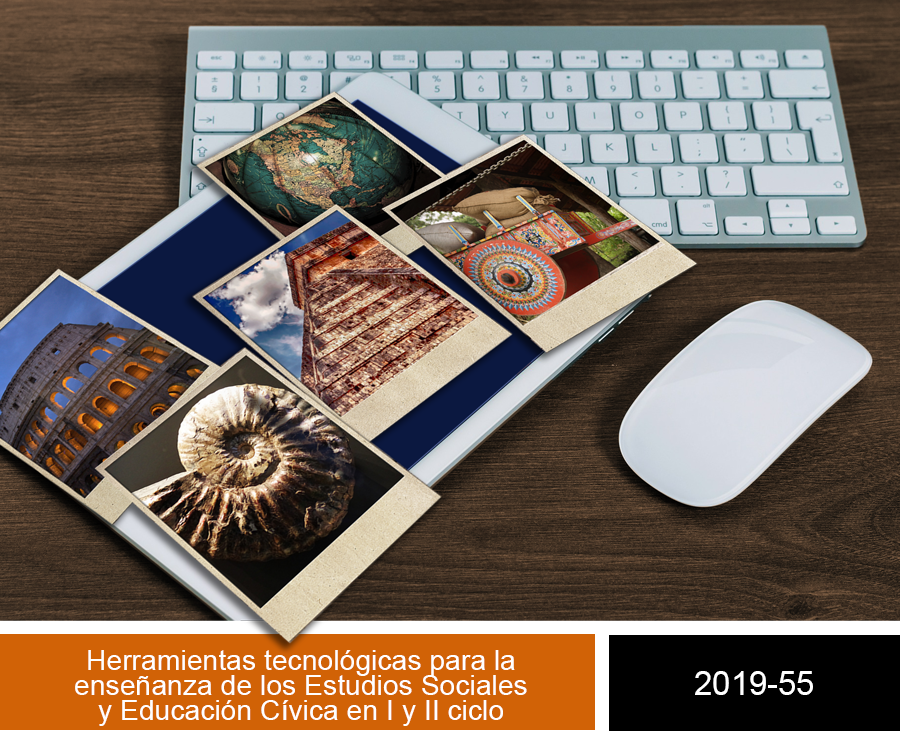 Herramientas tecnológicas para la
enseñanza de los Estudios Sociales
y Educación Cívica en I y II ciclo
2019-55